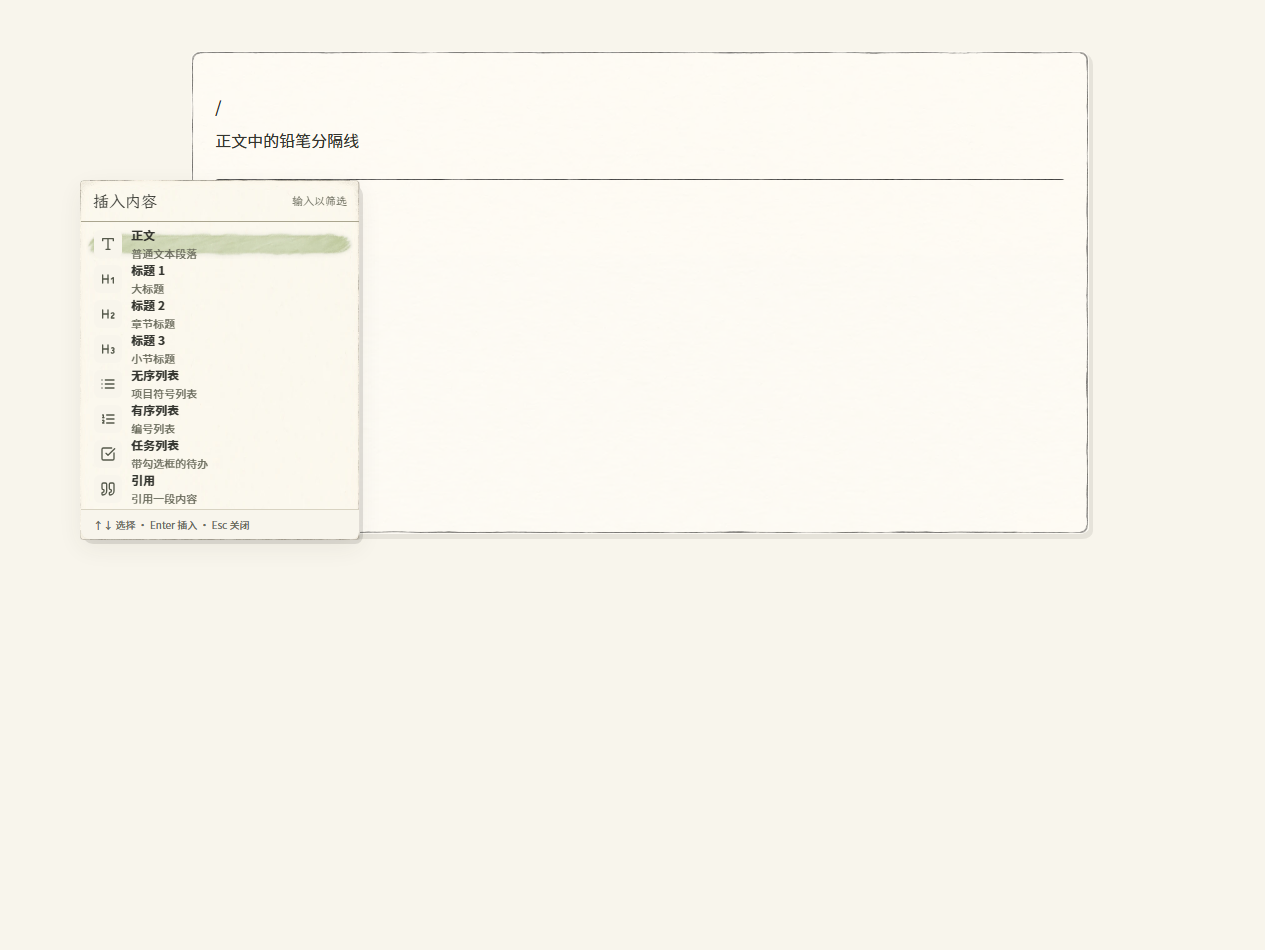 /
正文中的铅笔分隔线
插入内容 输入以筛选
正文
普通文本段落
H1 标题 1
大标题
H2 标题 2
章节标题
H3 标题 3
小节标题
无序列表
项目符号列表
有序列表
编号列表
任务列表
带勾选框的待办
引用
引用一段内容
↑↓ 选择 · Enter 插入 · Esc 关闭